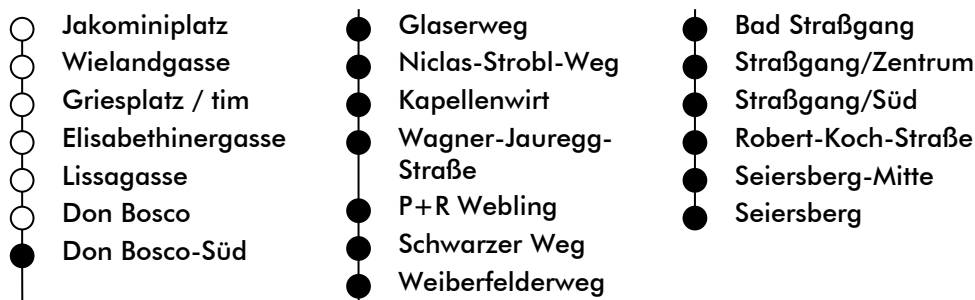 Jakominiplatz
Wielandgasse
Griesplatz / tim
Elisabethinergasse
Lissagasse
Don Bosco
Don Bosco-Süd
Glaserweg
Niclas-Strobl-Weg
Kapellenwirt
Wagner-Jauregg-
Straße
P+R Webling
Schwarzer Weg
Weiberfelderweg
Bad Straßgang
Straßgang/Zentrum
Straßgang/Süd
Robert-Koch-Straße
Seiersberg-Mitte
Seiersberg